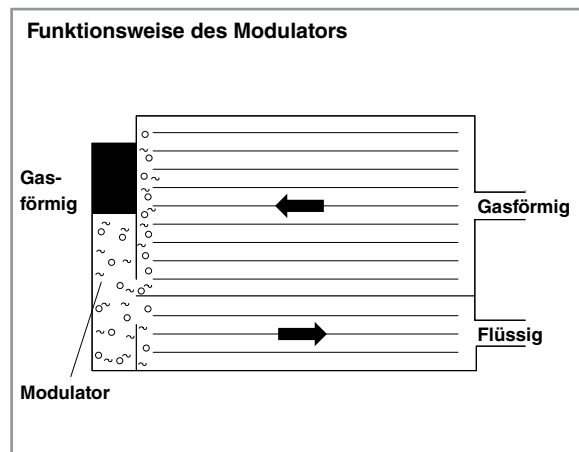 Funktionsweise des Modulators
Gas-
förmig
Gasförmig
Flüssig
Modulator